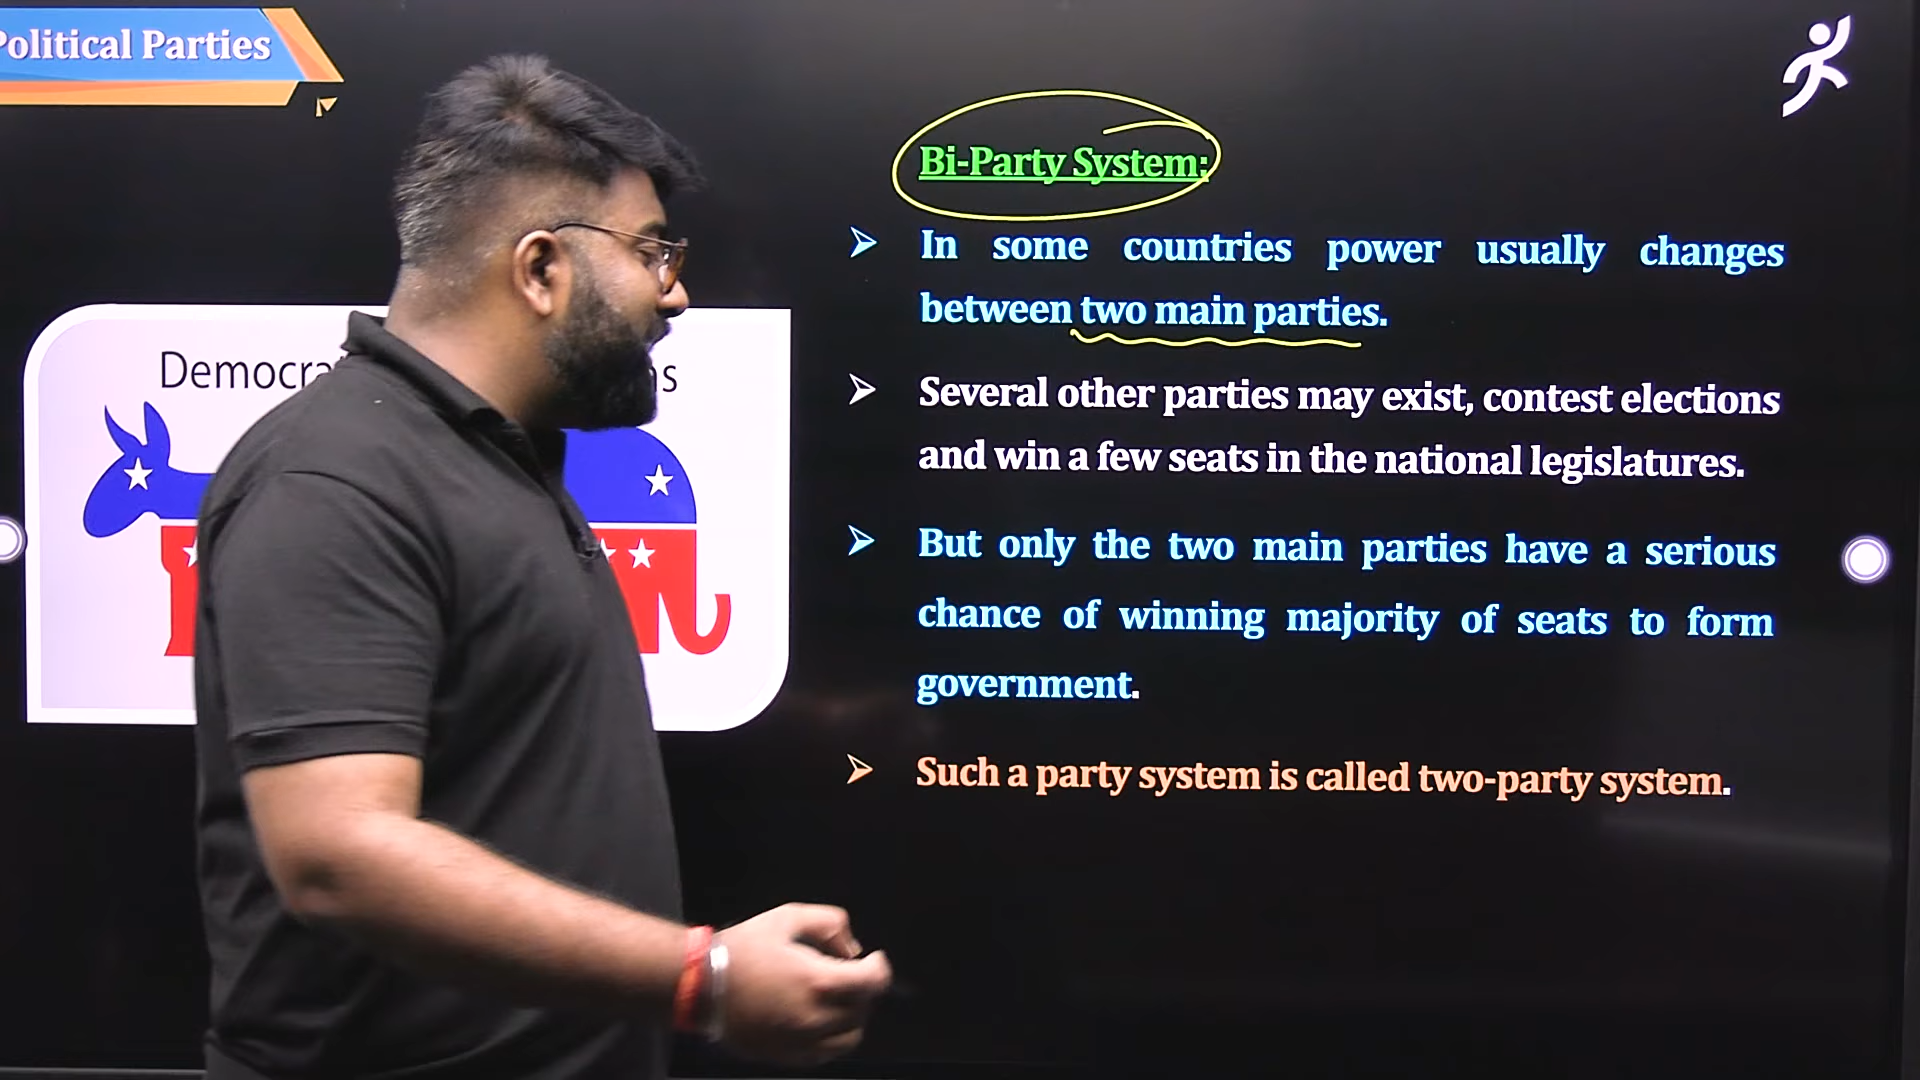 Political Parties
Bi-Party System:
In some countries power usually changes
between two main parties.
Several other parties may exist, contest elections
and win a few seats in the national legislatures.
But only the two main parties have a serious
chance of winning majority of seats to form
government.
Such a party system is called two-party system.